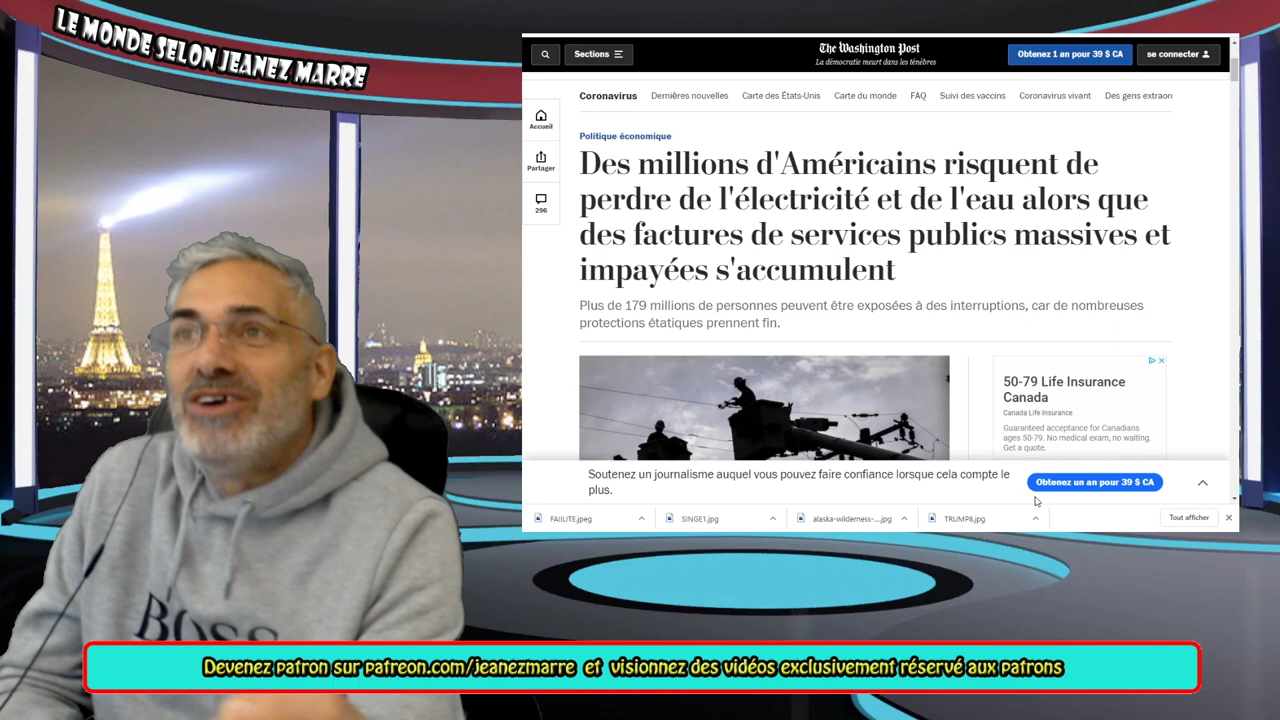 LE MONDE SELON JEANEZ MARRE
Sections
The Washington Post
La démocratie meurt dans les ténèbres
Obtenez 1 an pour 39 $ CA
se connecter
Coronavirus Dernières nouvelles Carte des États-Unis Carte du monde FAQ Suivi des vaccins Coronavirus vivant Des gens extraorc
Accueil
Partager
296
Politique économique
Des millions d'Américains risquent de
perdre de l'électricité et de l'eau alors que
des factures de services publics massives et
impayées s'accumulent
Plus de 179 millions de personnes peuvent être exposées à des interruptions, car de nombreuses
protections étatiques prennent fin.
50-79 Life Insurance
Canada
Canada Life Insurance
Guaranteed acceptance for Canadians
ages 50-79. No medical exam, no waiting.
Get a quote.
Soutenez un journalisme auquel vous pouvez faire confiance lorsque cela compte le
plus.
Obtenez un an pour 39 $ CA
FAIILITE.jpeg
SINGE1.jpg
alaska-wilderness-....jpg
TRUMP8.jpg
Tout afficher
BOSS
Devenez patron sur patreon.com/jeanezmarre et visionnez des vidéos exclusivement réservé aux patrons